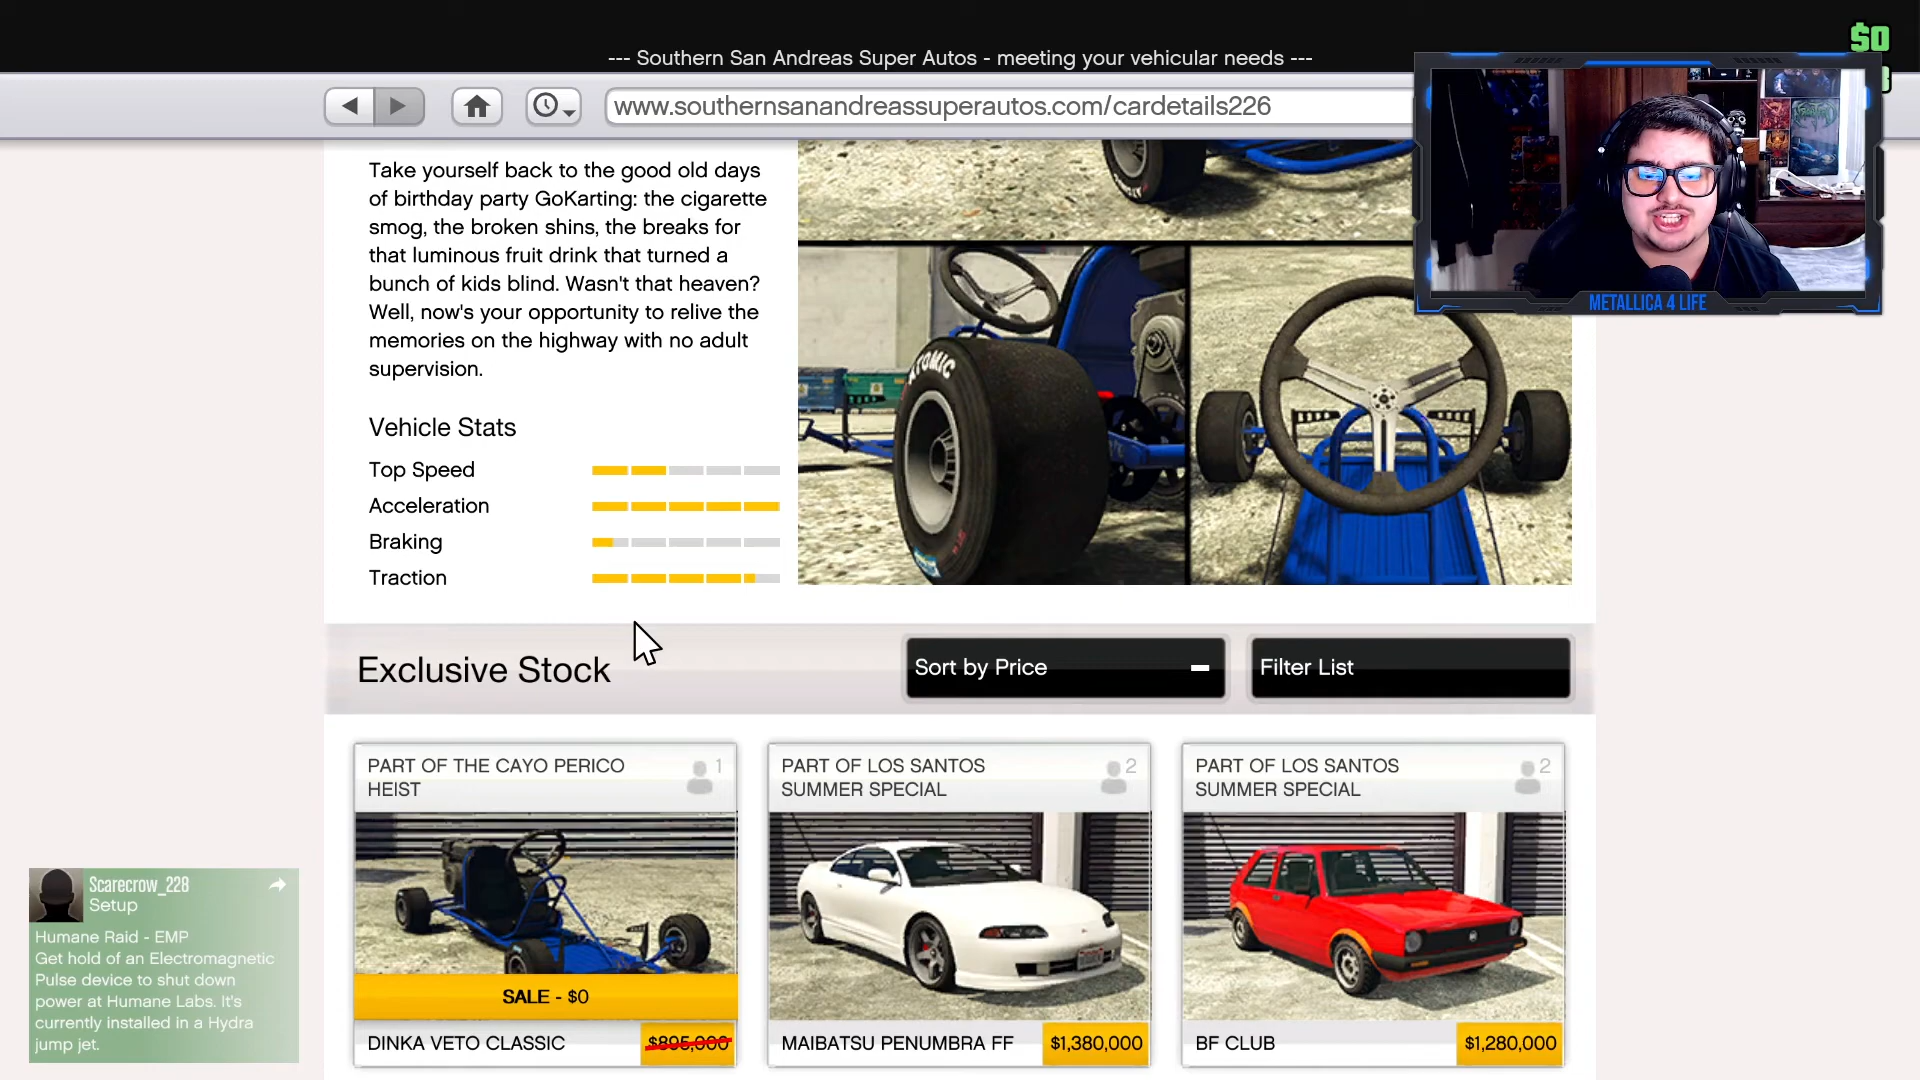 $0
--- Southern San Andreas Super Autos - meeting your vehicular needs ---
www.southernsanandreassuperautos.com/cardetails226
METALLICA 4 LIFE
Take yourself back to the good old days
of birthday party GoKarting: the cigarette
smog, the broken shins, the breaks for
that luminous fruit drink that turned a
bunch of kids blind. Wasn't that heaven?
Well, now's your opportunity to relive the
memories on the highway with no adult
supervision.
ATOMIC
Vehicle Stats
Top Speed
Acceleration
Braking
Traction
Exclusive Stock
Sort by Price
Filter List
PART OF THE CAYO PERICO
HEIST
1
SALE - $0
DINKA VETO CLASSIC
$895,000
PART OF LOS SANTOS
SUMMER SPECIAL
2
MAIBATSU PENUMBRA FF
$1,380,000
PART OF LOS SANTOS
SUMMER SPECIAL
2
BF CLUB
$1,280,000
Scarecrow_228
Setup
Humane Raid - EMP
Get hold of an Electromagnetic
Pulse device to shut down
power at Humane Labs. It's
currently installed in a Hydra
jump jet.